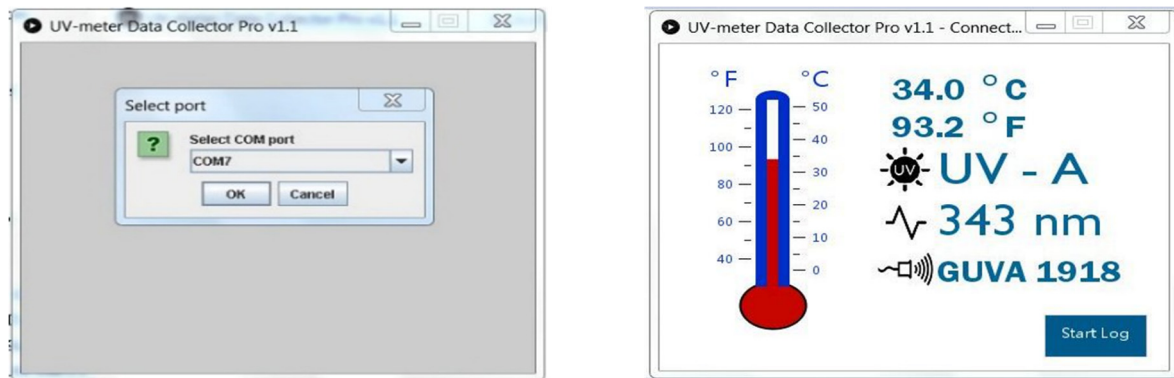 UV-meter Data Collector Pro v1.1
Select port
?
Select COM port
COM7
OK
Cancel
UV-meter Data Collector Pro v1.1 - Connect...
°F
°C
120
100
80
60
40
50
40
30
20
10
0
34.0 °C
93.2 °F
UV
UV - A
343 nm
GUVA 1918
Start Log